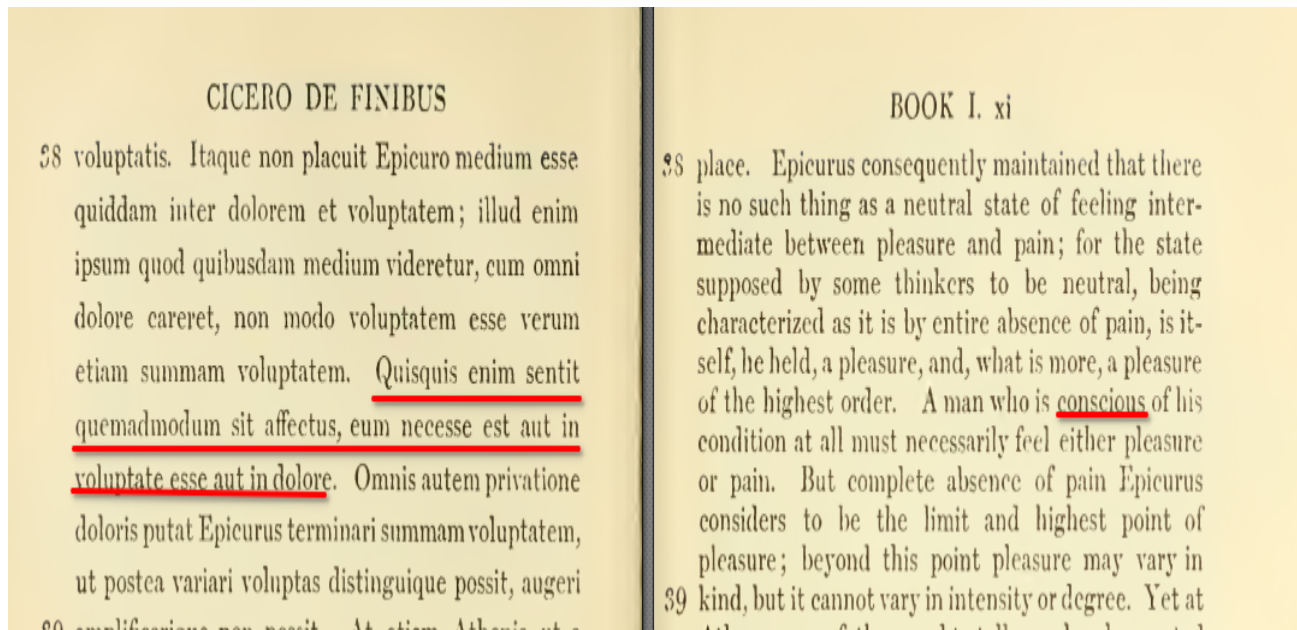 CICERO DE FINIBUS
38 voluptatis. Itaque non placuit Epicuro medium esse
quiddam inter dolorem et voluptatem; illud enim
ipsum quod quibusdam medium videretur, cum omni
dolore careret, non modo voluptatem esse verum
etiam summam voluptatem. Quisquis enim sentit
quemadmodum sit affectus, eum necesse est aut in
voluptate esse aut in dolore. Omnis autem privatione
doloris putat Epicurus terminari summam voluptatem,
ut postea variari voluptas distinguique possit, augeri
BOOK I. xi
38 place. Epicurus consequently maintained that there
is no such thing as a neutral state of feeling inter-
mediate between pleasure and pain; for the state
supposed by some thinkers to be neutral, being
characterized as it is by entire absence of pain, is it-
self, he held, a pleasure, and, what is more, a pleasure
of the highest order. A man who is conscious of his
condition at all must necessarily feel either pleasure
or pain. But complete absence of pain Epicurus
considers to be the limit and highest point of
pleasure; beyond this point pleasure may vary in
39 kind, but it cannot vary in intensity or degree. Yet at